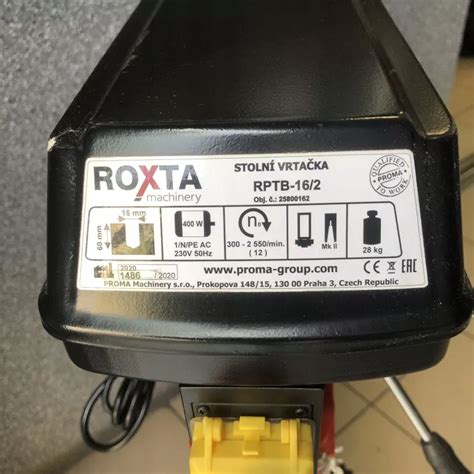 ROXTA
machinery
STOLNÍ VRTAČKA
RPTB-16/2
Obj. č.: 25800162
QUALIFIED
PROMA
TO WORK
16 mm
60 mm
400 W
1/N/PE AC
230V 50Hz
n
300 - 2 550/min.
( 12 )
Mk II
28 kg
2020
1486 /2020
www.proma-group.com
CE EAC
PROMA Machinery s.r.o., Prokopova 148/15, 130 00 Praha 3, Czech Republic